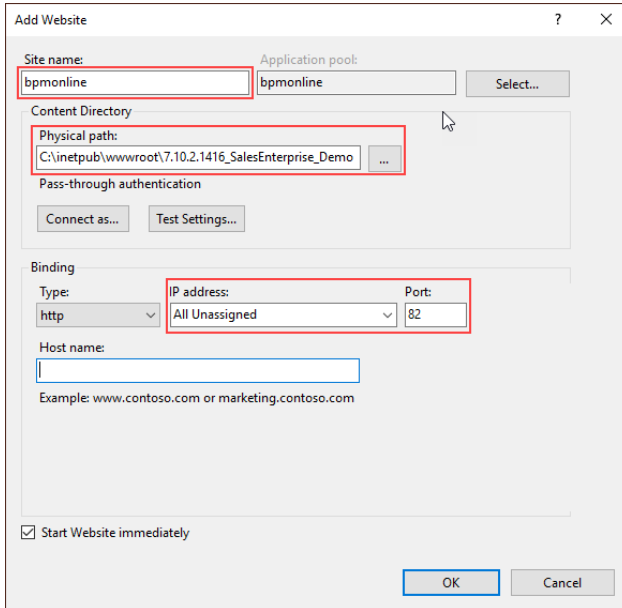 Add Website
?
Site name:
Application pool:
bpmonline
bpmonline
Select...
Content Directory
Physical path:
C:\inetpub\wwwroot\7.10.2.1416_SalesEnterprise_Demo
...
Pass-through authentication
Connect as...
Test Settings...
Binding
Type:
IP address:
Port:
http
All Unassigned
82
Host name:
Example: www.contoso.com or marketing.contoso.com
Start Website immediately
OK
Cancel